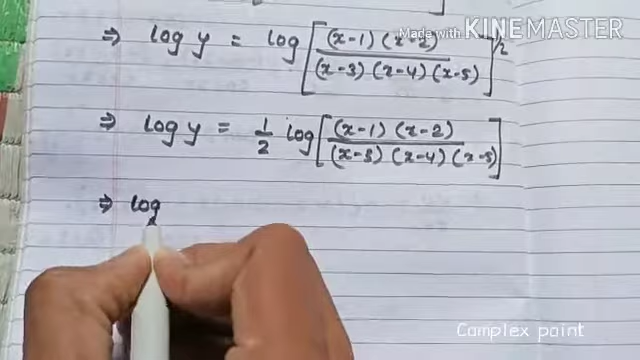 ⇒ log y = log [(x-1)(x-2) / (x-3)(x-4)(x-5)]^1/2
Made with KINEMASTER
⇒ log y = 1/2 log [(x-1)(x-2) / (x-3)(x-4)(x-5)]
⇒ log
Complex point